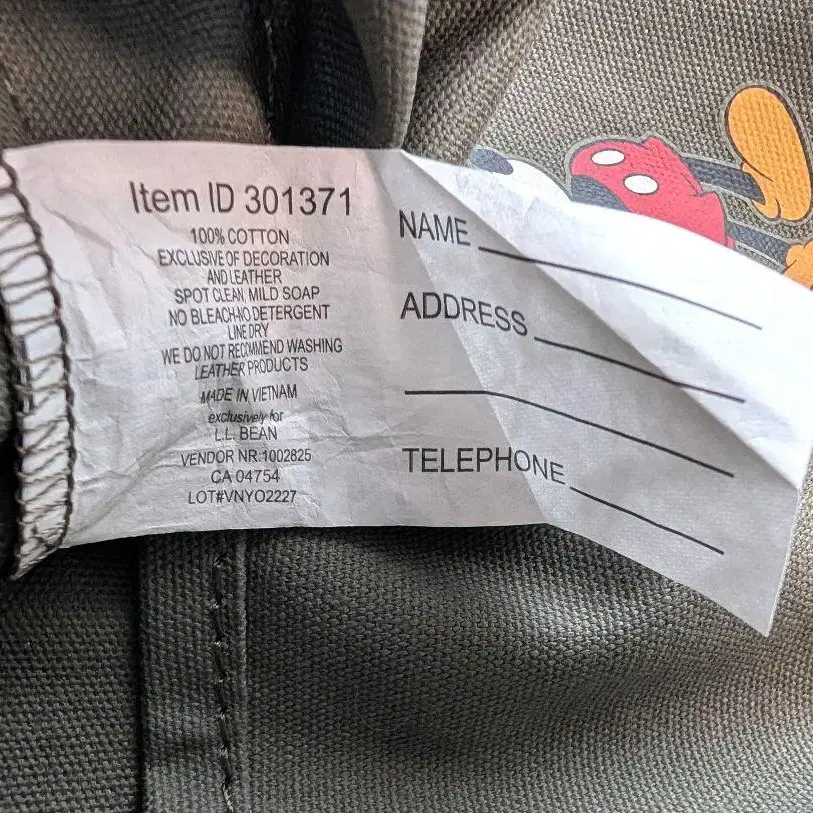 Item ID 301371
100% COTTON
EXCLUSIVE OF DECORATION
AND LEATHER
SPOT CLEAN MILD SOAP
NO BLEACH-NO DETERGENT
LINE DRY
WE DO NOT RECOMMEND WASHING
LEATHER PRODUCTS
MADE IN VIETNAM
exclusively for
L.L. BEAN
VENDOR NR:1002825
CA 04754
LOT#VNYO2227
NAME
ADDRESS
TELEPHONE